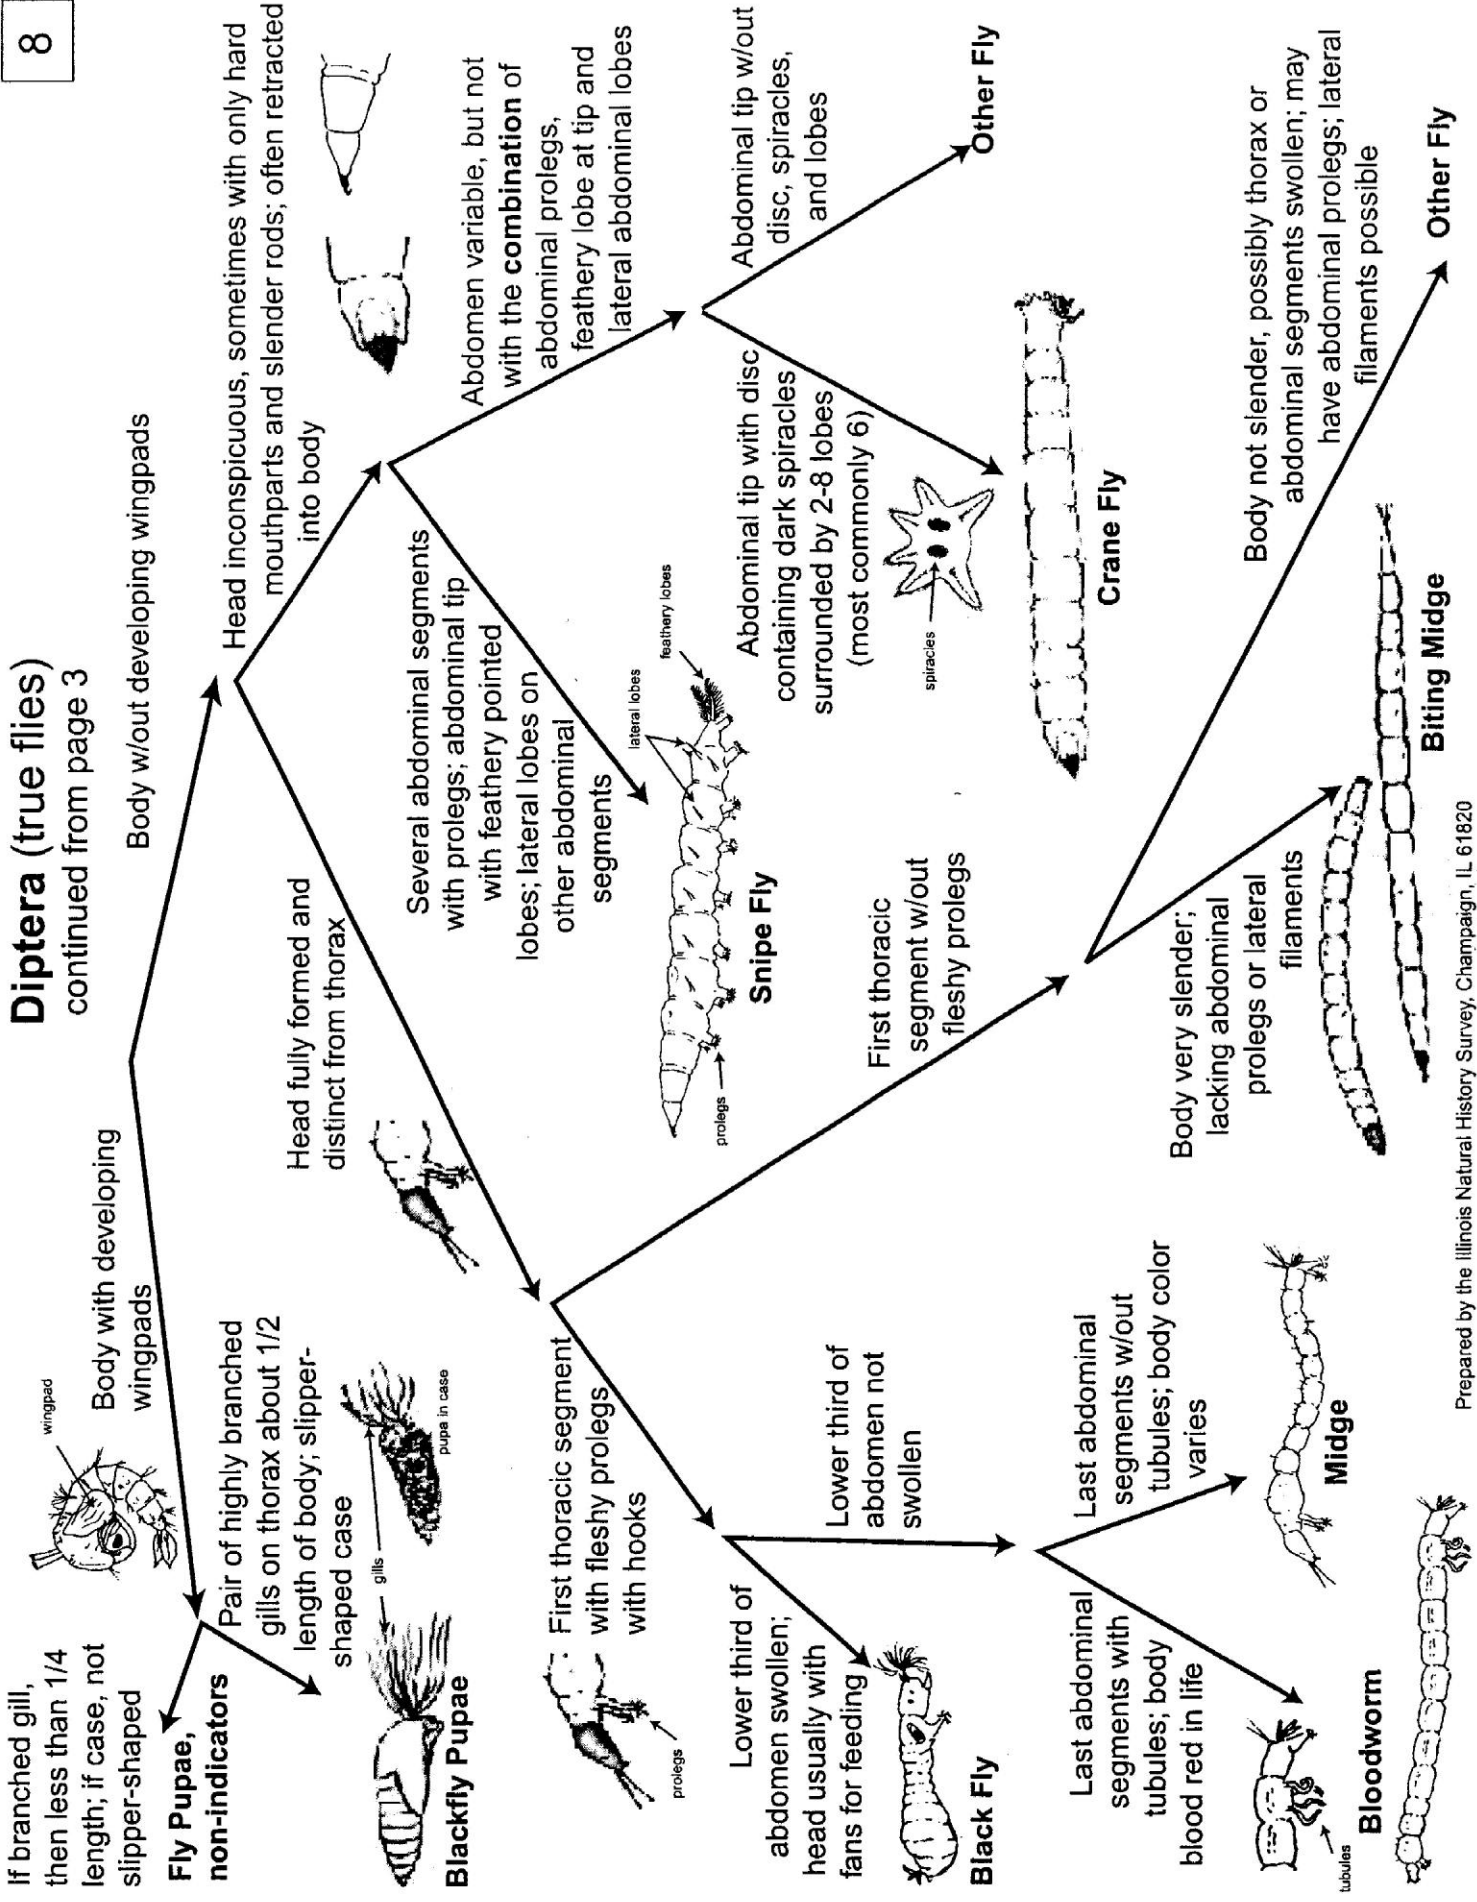 8
Diptera (true flies)
continued from page 3
Body with developing
wingpads
wingpad
If branched gill,
then less than 1/4
length; if case, not
slipper-shaped
Fly Pupae,
non-indicators
Pair of highly branched
gills on thorax about 1/2
length of body; slipper-
shaped case
gills
pupa in case
Blackfly Pupae
Body w/out developing wingpads
Head inconspicuous, sometimes with only hard
mouthparts and slender rods; often retracted
into body
Head fully formed and
distinct from thorax
Several abdominal segments
with prolegs; abdominal tip
with feathery pointed
lobes; lateral lobes on
other abdominal
segments
lateral lobes
feathery lobes
prolegs
Snipe Fly
Abdomen variable, but not
with the combination of
abdominal prolegs,
feathery lobe at tip and
lateral abdominal lobes
Abdominal tip with disc
containing dark spiracles
surrounded by 2-8 lobes
(most commonly 6)
spiracles
Crane Fly
Abdominal tip w/out
disc, spiracles,
and lobes
Other Fly
First thoracic segment
with fleshy prolegs
with hooks
prolegs
First thoracic
segment w/out
fleshy prolegs
Lower third of
abdomen swollen;
head usually with
fans for feeding
Black Fly
Lower third of
abdomen not
swollen
Last abdominal
segments with
tubules; body
blood red in life
tubules
Bloodworm
Last abdominal
segments w/out
tubules; body color
varies
Midge
Body very slender;
lacking abdominal
prolegs or lateral
filaments
Biting Midge
Body not slender, possibly thorax or
abdominal segments swollen; may
have abdominal prolegs; lateral
filaments possible
Other Fly
Prepared by the Illinois Natural History Survey, Champaign, IL 61820